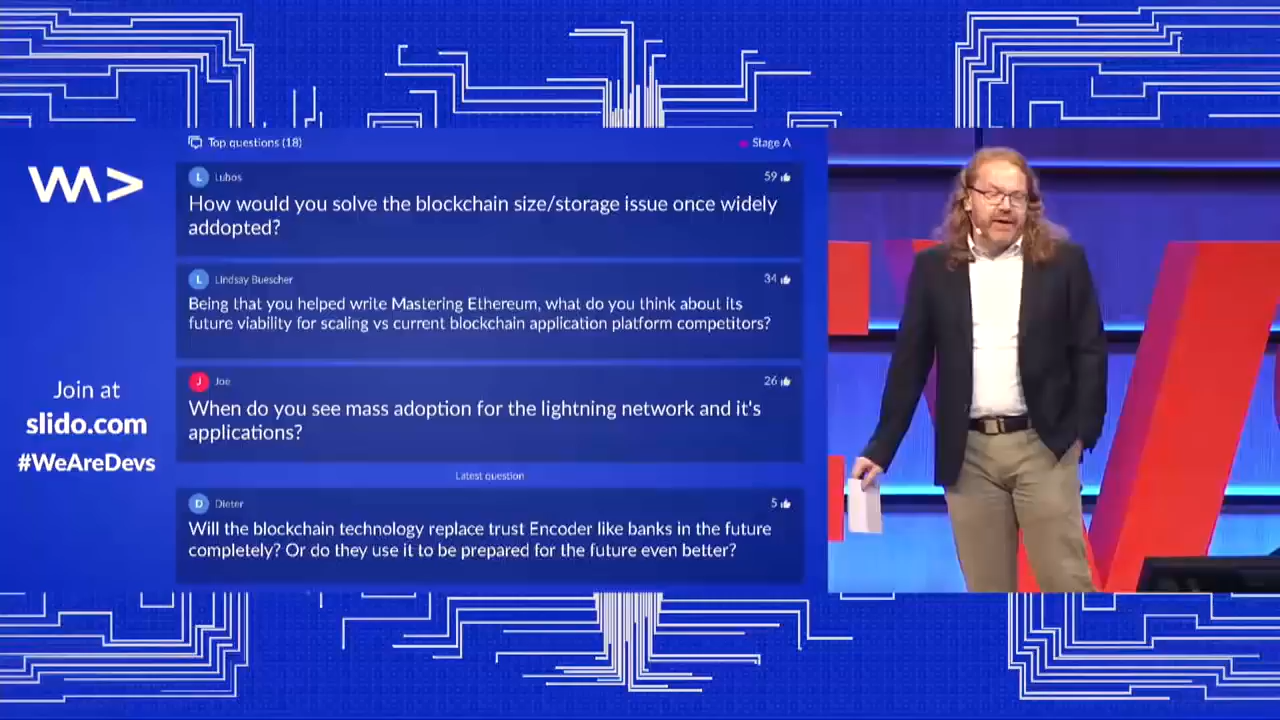 Top questions (18)
Stage A
L Lubos 59
How would you solve the blockchain size/storage issue once widely
addopted?
L Lindsay Buescher 34
Being that you helped write Mastering Ethereum, what do you think about its
future viability for scaling vs current blockchain application platform competitors?
J Joe 26
When do you see mass adoption for the lightning network and it's
applications?
Latest question
D Dieter 5
Will the blockchain technology replace trust Encoder like banks in the future
completely? Or do they use it to be prepared for the future even better?
Join at
slido.com
#WeAreDevs